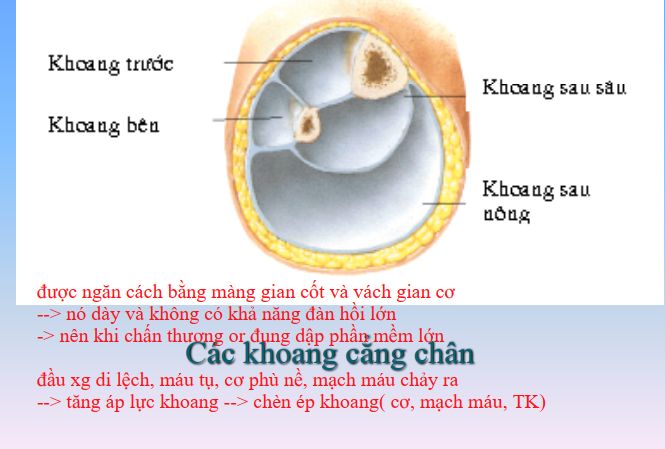 Khoang trước
Khoang bên
Khoang sau sâu
Khoang sau
nông
được ngăn cách bằng màng gian cốt và vách gian cơ
--> nó dày và không có khả năng đàn hồi lớn
-> nên khi chấn thương or đụng dập phần mềm lớn
Các khoang cẳng chân
đầu xg di lệch, máu tụ, cơ phù nề, mạch máu chảy ra
--> tăng áp lực khoang --> chèn ép khoang( cơ, mạch máu, TK)